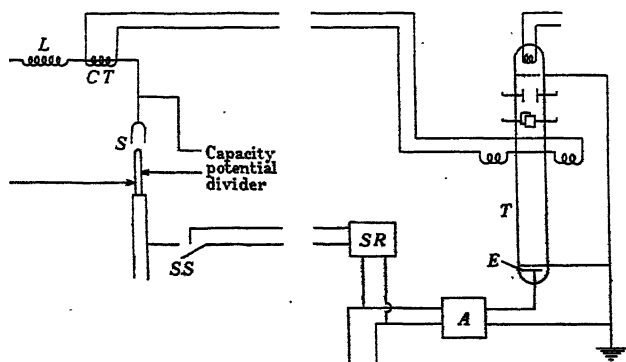 L
CT
S
Capacity
potential
divider
T
SS
SR
E
A